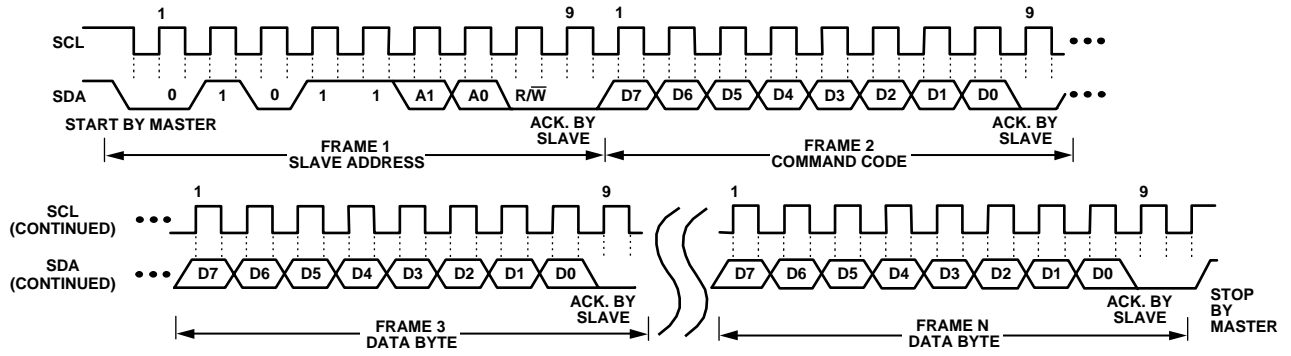 1 9 1 9
SCL
SDA 0 1 0 1 1 A1 A0 R/W̅ D7 D6 D5 D4 D3 D2 D1 D0
START BY MASTER ACK. BY SLAVE ACK. BY SLAVE
FRAME 1 SLAVE ADDRESS FRAME 2 COMMAND CODE
1 9 1 9
SCL (CONTINUED)
SDA (CONTINUED) D7 D6 D5 D4 D3 D2 D1 D0 D7 D6 D5 D4 D3 D2 D1 D0
ACK. BY SLAVE ACK. BY SLAVE STOP BY MASTER
FRAME 3 DATA BYTE FRAME N DATA BYTE